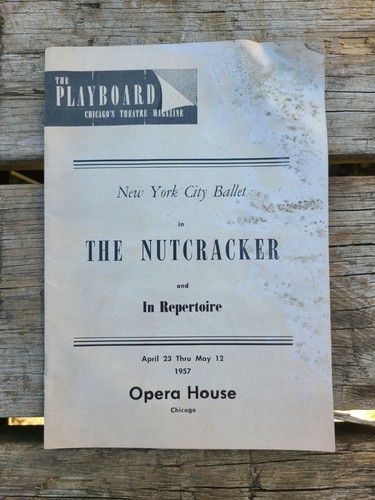 THE
PLAYBOARD
CHICAGO'S THEATRE MAGAZINE
New York City Ballet
in
THE NUTCRACKER
and
In Repertoire
April 23 Thru May 12
1957
Opera House
Chicago